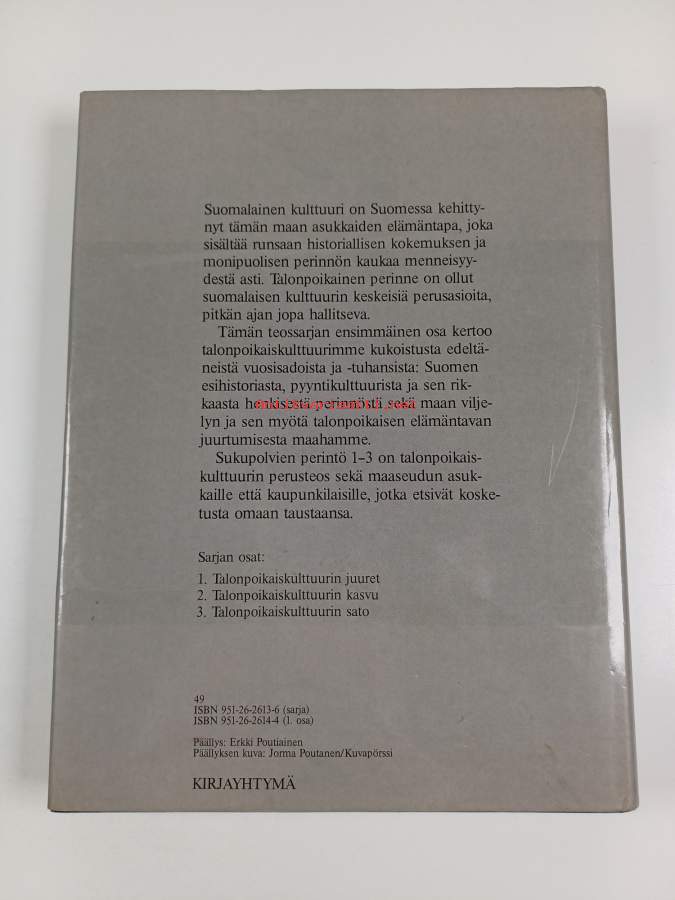 Suomalainen kulttuuri on Suomessa kehitty-
nyt tämän maan asukkaiden elämäntapa, joka
sisältää runsaan historiallisen kokemuksen ja
monipuolisen perinnön kaukaa menneisyy-
destä asti. Talonpoikainen perinne on ollut
suomalaisen kulttuurin keskeisiä perusasioita,
pitkän ajan jopa hallitseva.
Tämän teossarjan ensimmäinen osa kertoo
talonpoikaiskulttuurimme kukoistusta edeltä-
neistä vuosisadoista ja -tuhansista: Suomen
esihistoriasta, pyyntikulttuurista ja sen rik-
kaasta henkisestä perinnöstä sekä maan vilje-
lyn ja sen myötä talonpoikaisen elämäntavan
juurtumisesta maahamme.
Sukupolvien perintö 1–3 on talonpoikais-
kulttuurin perusteos sekä maaseudun asuk-
kaille että kaupunkilaisille, jotka etsivät koske-
tusta omaan taustaansa.
Sarjan osat:
1. Talonpoikaiskulttuurin juuret
2. Talonpoikaiskulttuurin kasvu
3. Talonpoikaiskulttuurin sato
49
ISBN 951-26-2613-6 (sarja)
ISBN 951-26-2614-4 (1. osa)
Päällys: Erkki Poutiainen
Päällyksen kuva: Jorma Poutanen/Kuvapörssi
KIRJAYHTYMÄ